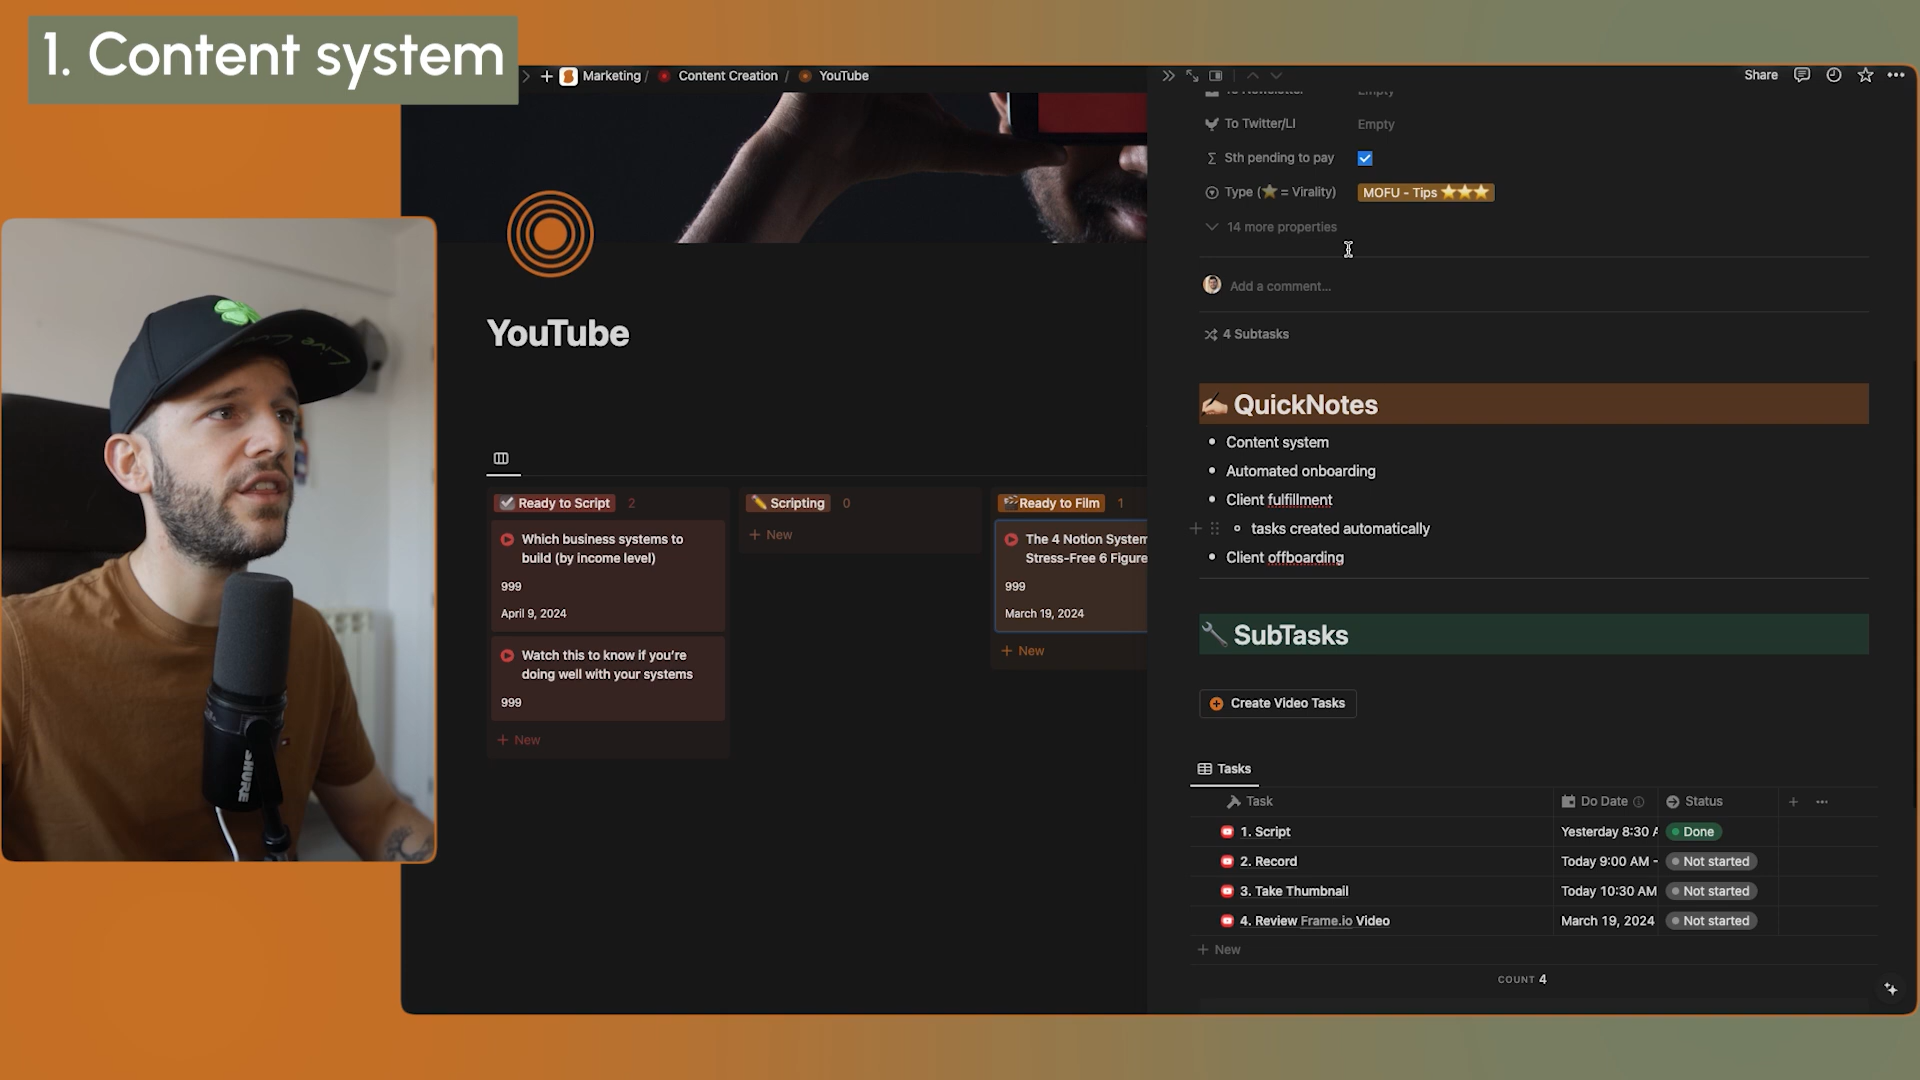 1. Content system
Marketing / Content Creation / YouTube
Share
Empty
To Twitter/LI Empty
Sth pending to pay
Type (⭐ = Virality) MOFU - Tips ⭐⭐⭐
14 more properties
Add a comment...
4 Subtasks
YouTube
Ready to Script 2
Which business systems to
build (by income level)
999
April 9, 2024
Watch this to know if you're
doing well with your systems
999
+ New
Scripting 0
+ New
Ready to Film 1
The 4 Notion System
Stress-Free 6 Figure
999
March 19, 2024
+ New
✍🏼 QuickNotes
• Content system
• Automated onboarding
• Client fulfillment
tasks created automatically
• Client offboarding
🔧 SubTasks
Create Video Tasks
Tasks
Task Do Date Status
1. Script Yesterday 8:30 A Done
2. Record Today 9:00 AM - Not started
3. Take Thumbnail Today 10:30 AM Not started
4. Review Frame.io Video March 19, 2024 Not started
+ New
COUNT 4
SHURE